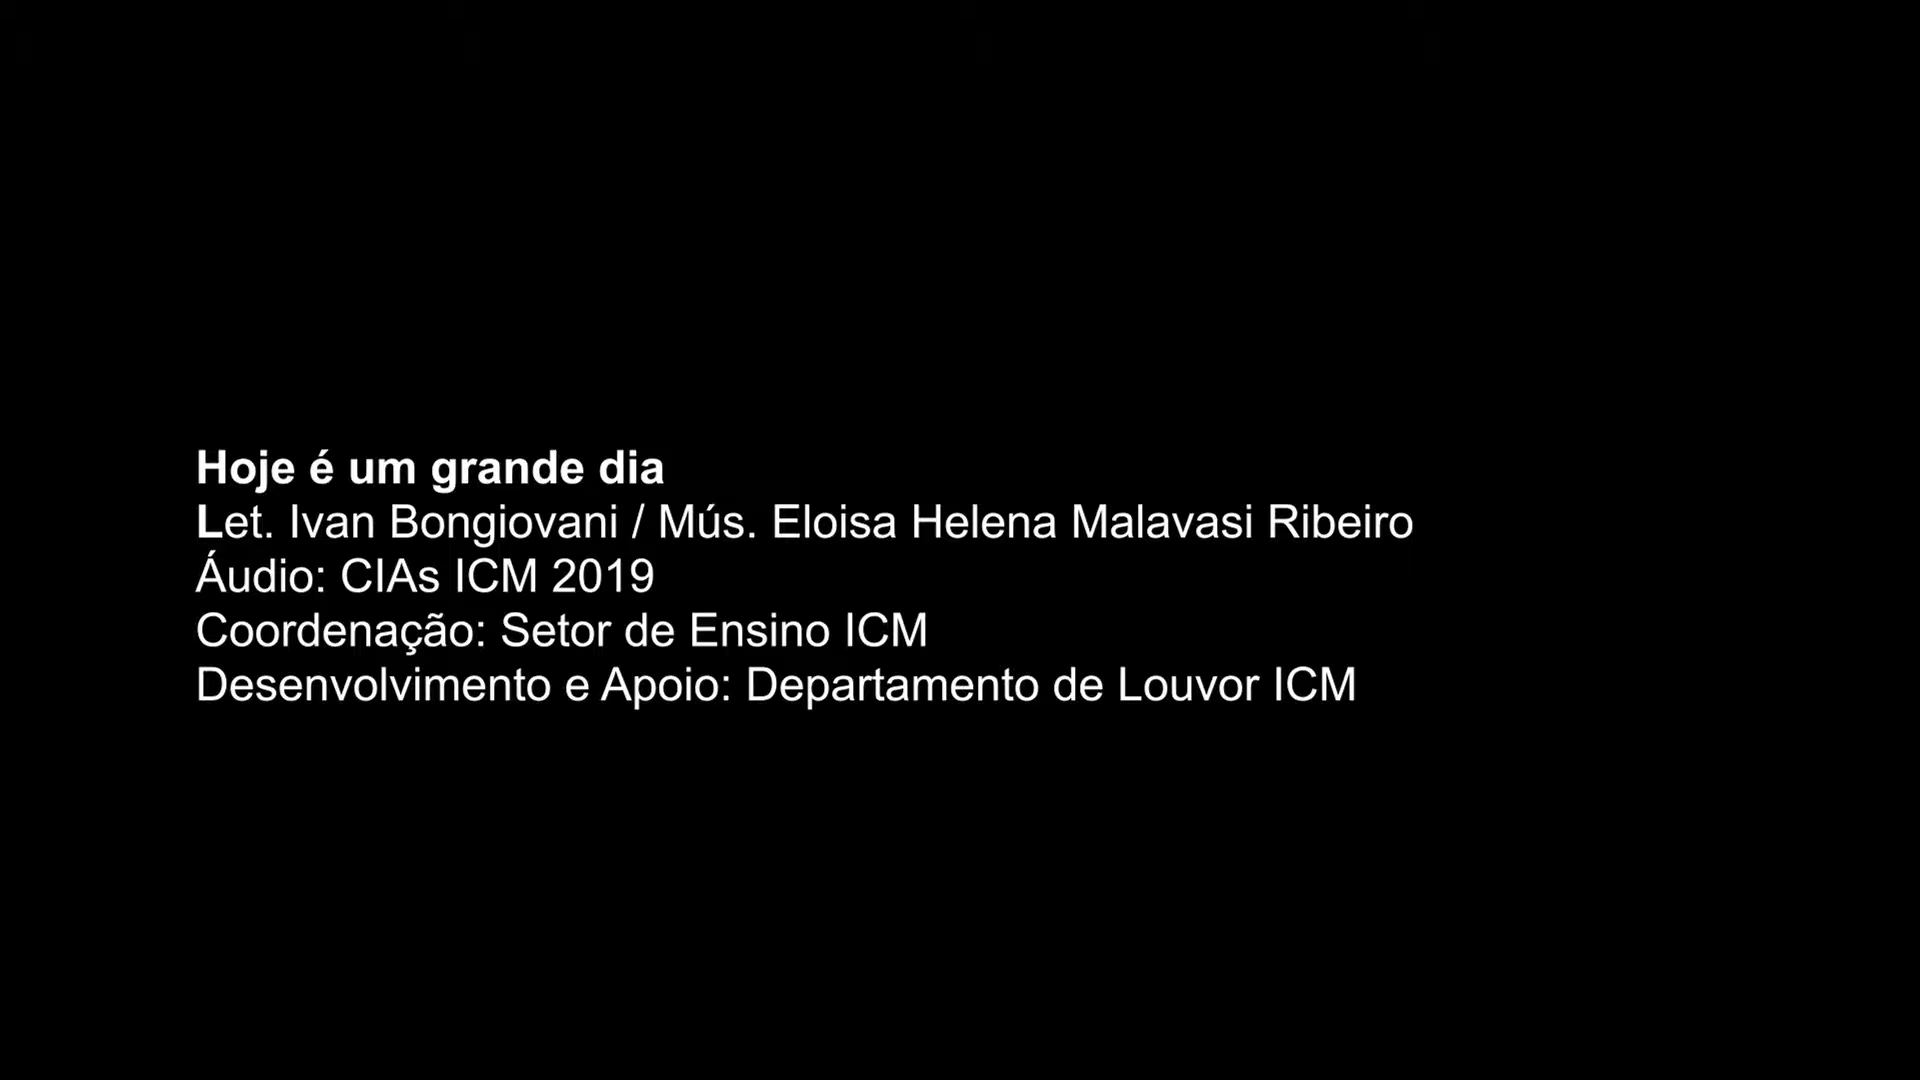 Hoje é um grande dia
Let. Ivan Bongiovani / Mús. Eloisa Helena Malavasi Ribeiro
Áudio: CIAs ICM 2019
Coordenação: Setor de Ensino ICM
Desenvolvimento e Apoio: Departamento de Louvor ICM